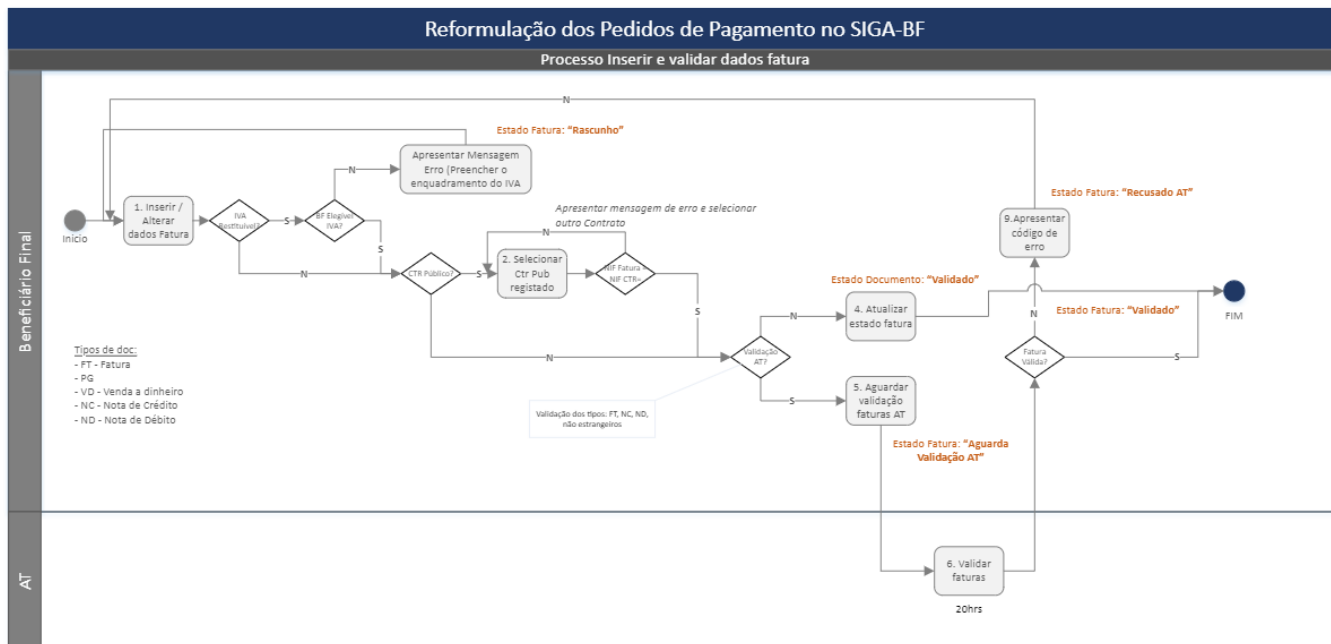 Reformulação dos Pedidos de Pagamento no SIGA-BF
Processo Inserir e validar dados fatura
Beneficiário Final
N
Estado Fatura: “Rascunho”
Apresentar Mensagem
Erro (Preencher o
enquadramento do IVA
N
Estado Fatura: “Recusado AT”
1. Inserir /
Alterar
dados Fatura
IVA
Restituível?
S
BF Elegível
IVA?
Apresentar mensagem de erro e selecionar
outro Contrato
9.Apresentar
código de
erro
Início
N
S
N
CTR Público?
S
2. Selecionar
Ctr Pub
registado
NIF Fatura =
NIF CTR=
Estado Documento: “Validado”
S
N
4. Atualizar
estado fatura
N
Estado Fatura: “Validado”
FIM
Tipos de doc:
- FT - Fatura
- PG
- VD - Venda a dinheiro
- NC - Nota de Crédito
- ND - Nota de Débito
N
Validação
AT?
Fatura
Válida?
S
S
5. Aguardar
validação
faturas AT
Validação dos tipos: FT, NC, ND,
não estrangeiros
Estado Fatura: “Aguarda
Validação AT”
AT
6. Validar
faturas
20hrs